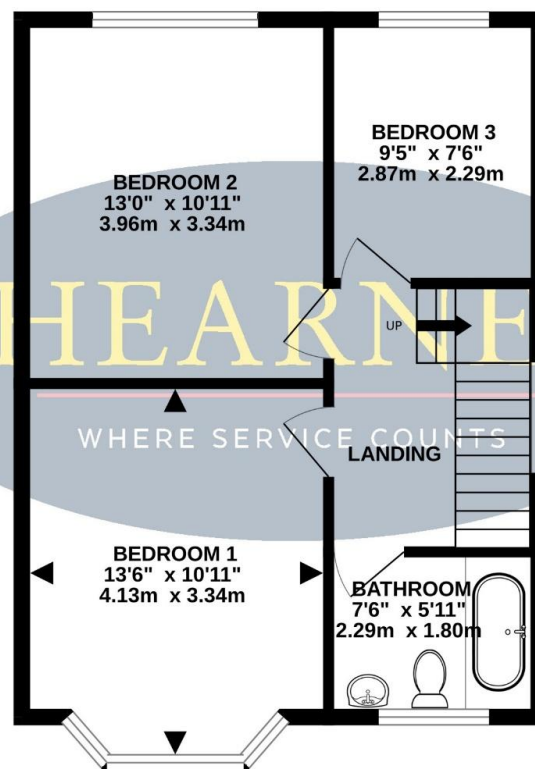 BEDROOM 3
9'5" x 7'6"
2.87m x 2.29m
BEDROOM 2
13'0" x 10'11"
3.96m x 3.34m
HEARNE
UP
WHERE SERVICE COUNTS
LANDING
BEDROOM 1
13'6" x 10'11"
4.13m x 3.34m
BATHROOM
7'6" x 5'11"
2.29m x 1.80m